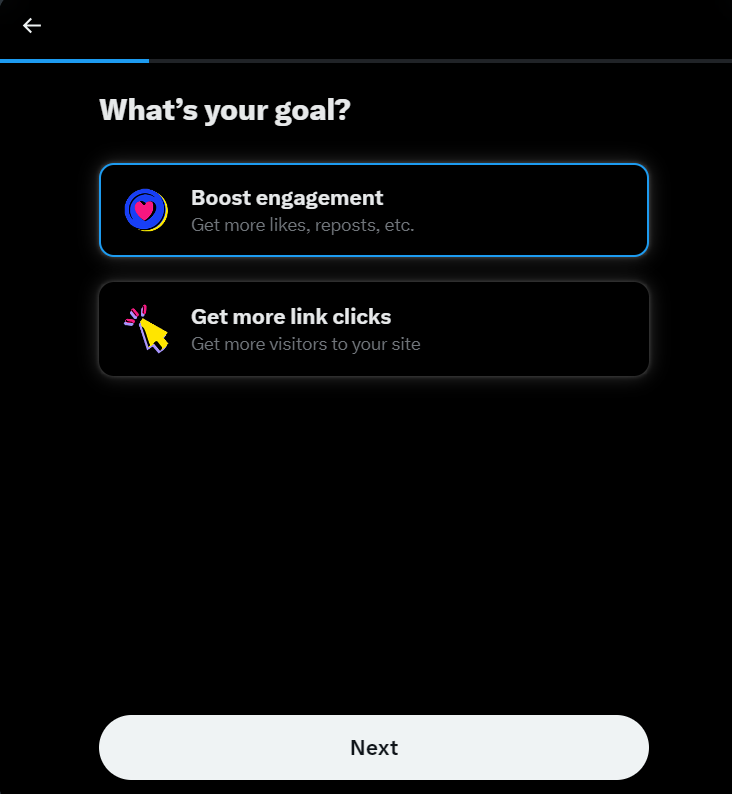 What’s your goal?
Boost engagement
Get more likes, reposts, etc.
Get more link clicks
Get more visitors to your site
Next